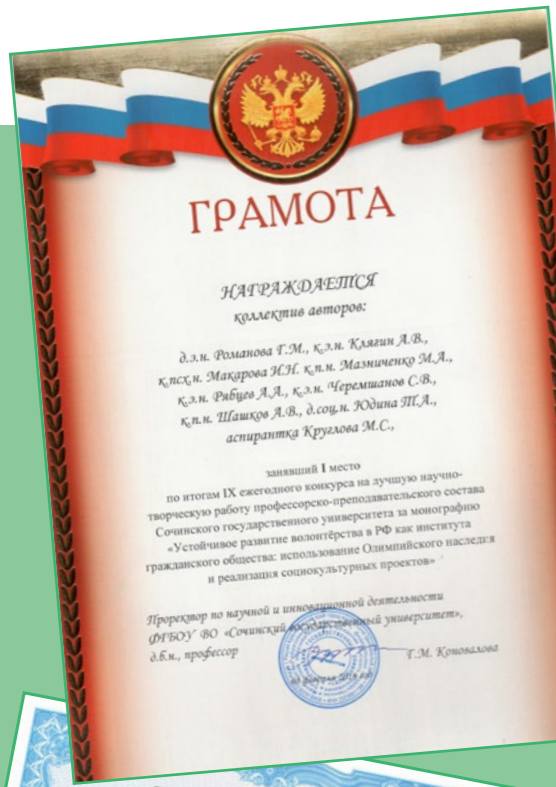 ГРАМОТА
НАГРАЖДАЕТСЯ
коллектив авторов:
д.э.н. Романова Г.М., к.э.н. Клягин А.В.,
к.псх.н. Макарова И.Н. к.п.н. Мазниченко М.А.,
к.э.н. Рябцев А.А., к.э.н. Черемшанов С.В.,
к.п.н. Шашков А.В., д.соц.н. Юдина Т.А.,
аспирантка Круглова М.С.,
занявший I место
по итогам IX ежегодного конкурса на лучшую научно-
творческую работу профессорско-преподавательского состава
Сочинского государственного университета за монографию
«Устойчивое развитие волонтёрства в РФ как института
гражданского общества: использование Олимпийского наследия
и реализация социокультурных проектов»
Проректор по научной и инновационной деятельности
ФГБОУ ВО «Сочинский государственный университет»,
д.б.н., профессор
Г.М. Коновалова